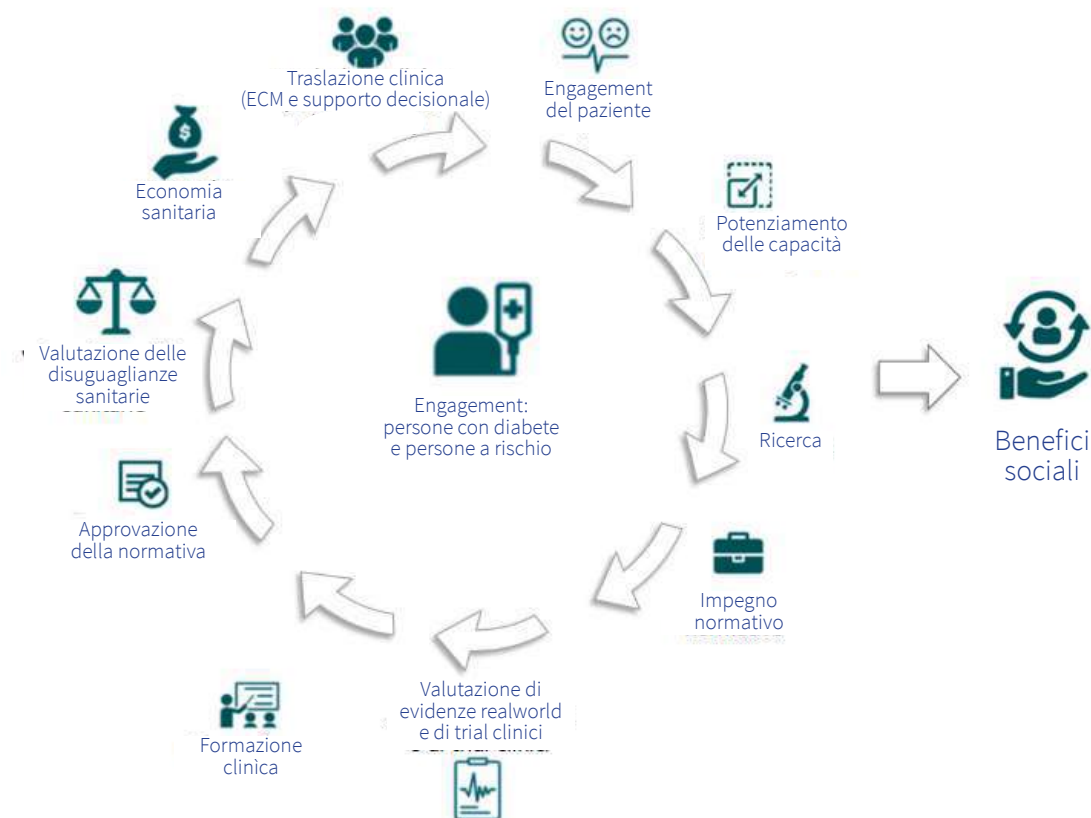 Traslazione clinica
(ECM e supporto decisionale)
Engagement
del paziente
Economia
sanitaria
Potenziamento
delle capacità
Valutazione delle
disuguaglianze
sanitarie
Engagement:
persone con diabete
e persone a rischio
Ricerca
Benefici
sociali
Approvazione
della normativa
Impegno
normativo
Valutazione di
evidenze realworld
e di trial clinici
Formazione
clinica